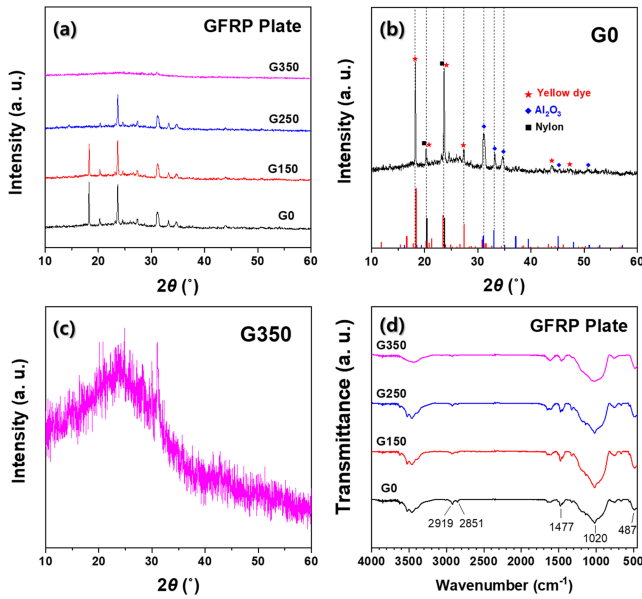 (a)
GFRP Plate
G350
G250
G150
G0
Intensity (a. u.)
10 20 30 40 50 60
2θ (°)
(b)
G0
Yellow dye
Al₂O₃
Nylon
Intensity (a. u.)
10 20 30 40 50 60
2θ (°)
(c)
G350
Intensity (a. u.)
10 20 30 40 50 60
2θ (°)
(d)
GFRP Plate
G350
G250
G150
G0
2919 2851 1477 1020 487
Transmittance (a. u.)
4000 3500 3000 2500 2000 1500 1000 500
Wavenumber (cm⁻¹)